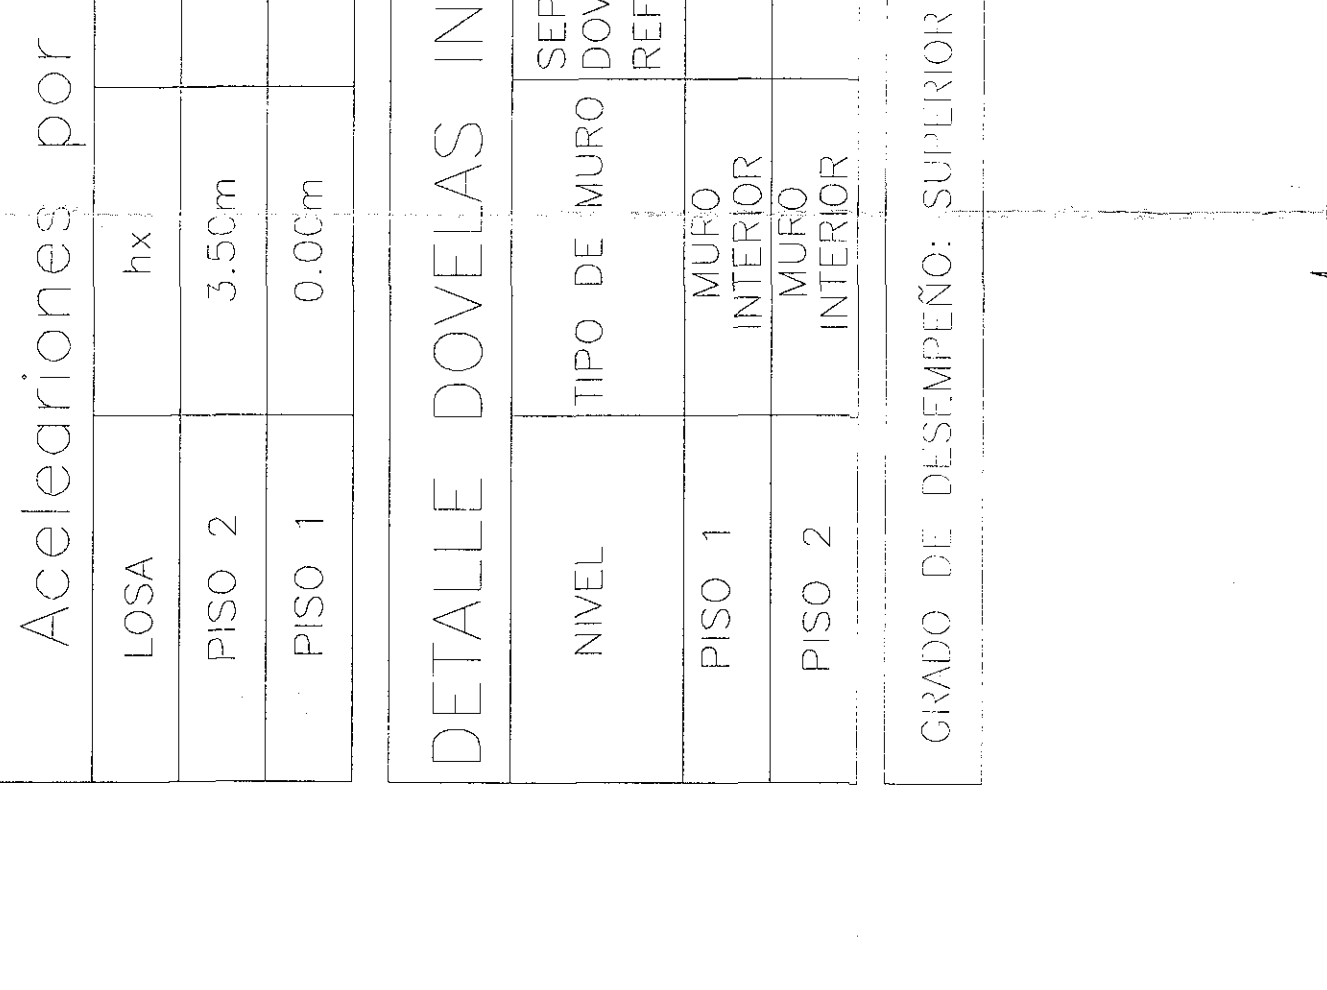 Acelearíones por
LOSA hx
PISO 2 3.50m
PISO 1 0.00m
DETALLE DOVELAS IN
NIVEL TIPO DE MURO SEP
DOV
REF
PISO 1 MURO
INTERIOR
PISO 2 MURO
INTERIOR
GRADO DE DESEMPEÑO: SUPERIOR